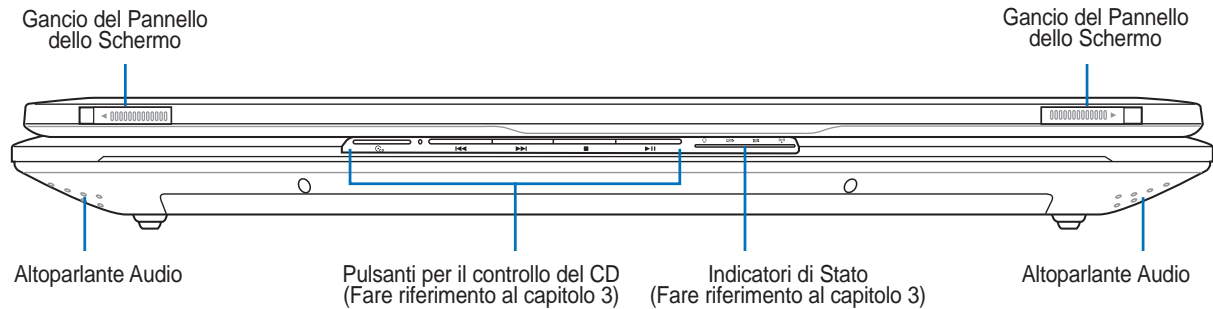 Gancio del Pannello
dello Schermo
Gancio del Pannello
dello Schermo
Altoparlante Audio
Pulsanti per il controllo del CD
(Fare riferimento al capitolo 3)
Indicatori di Stato
(Fare riferimento al capitolo 3)
Altoparlante Audio